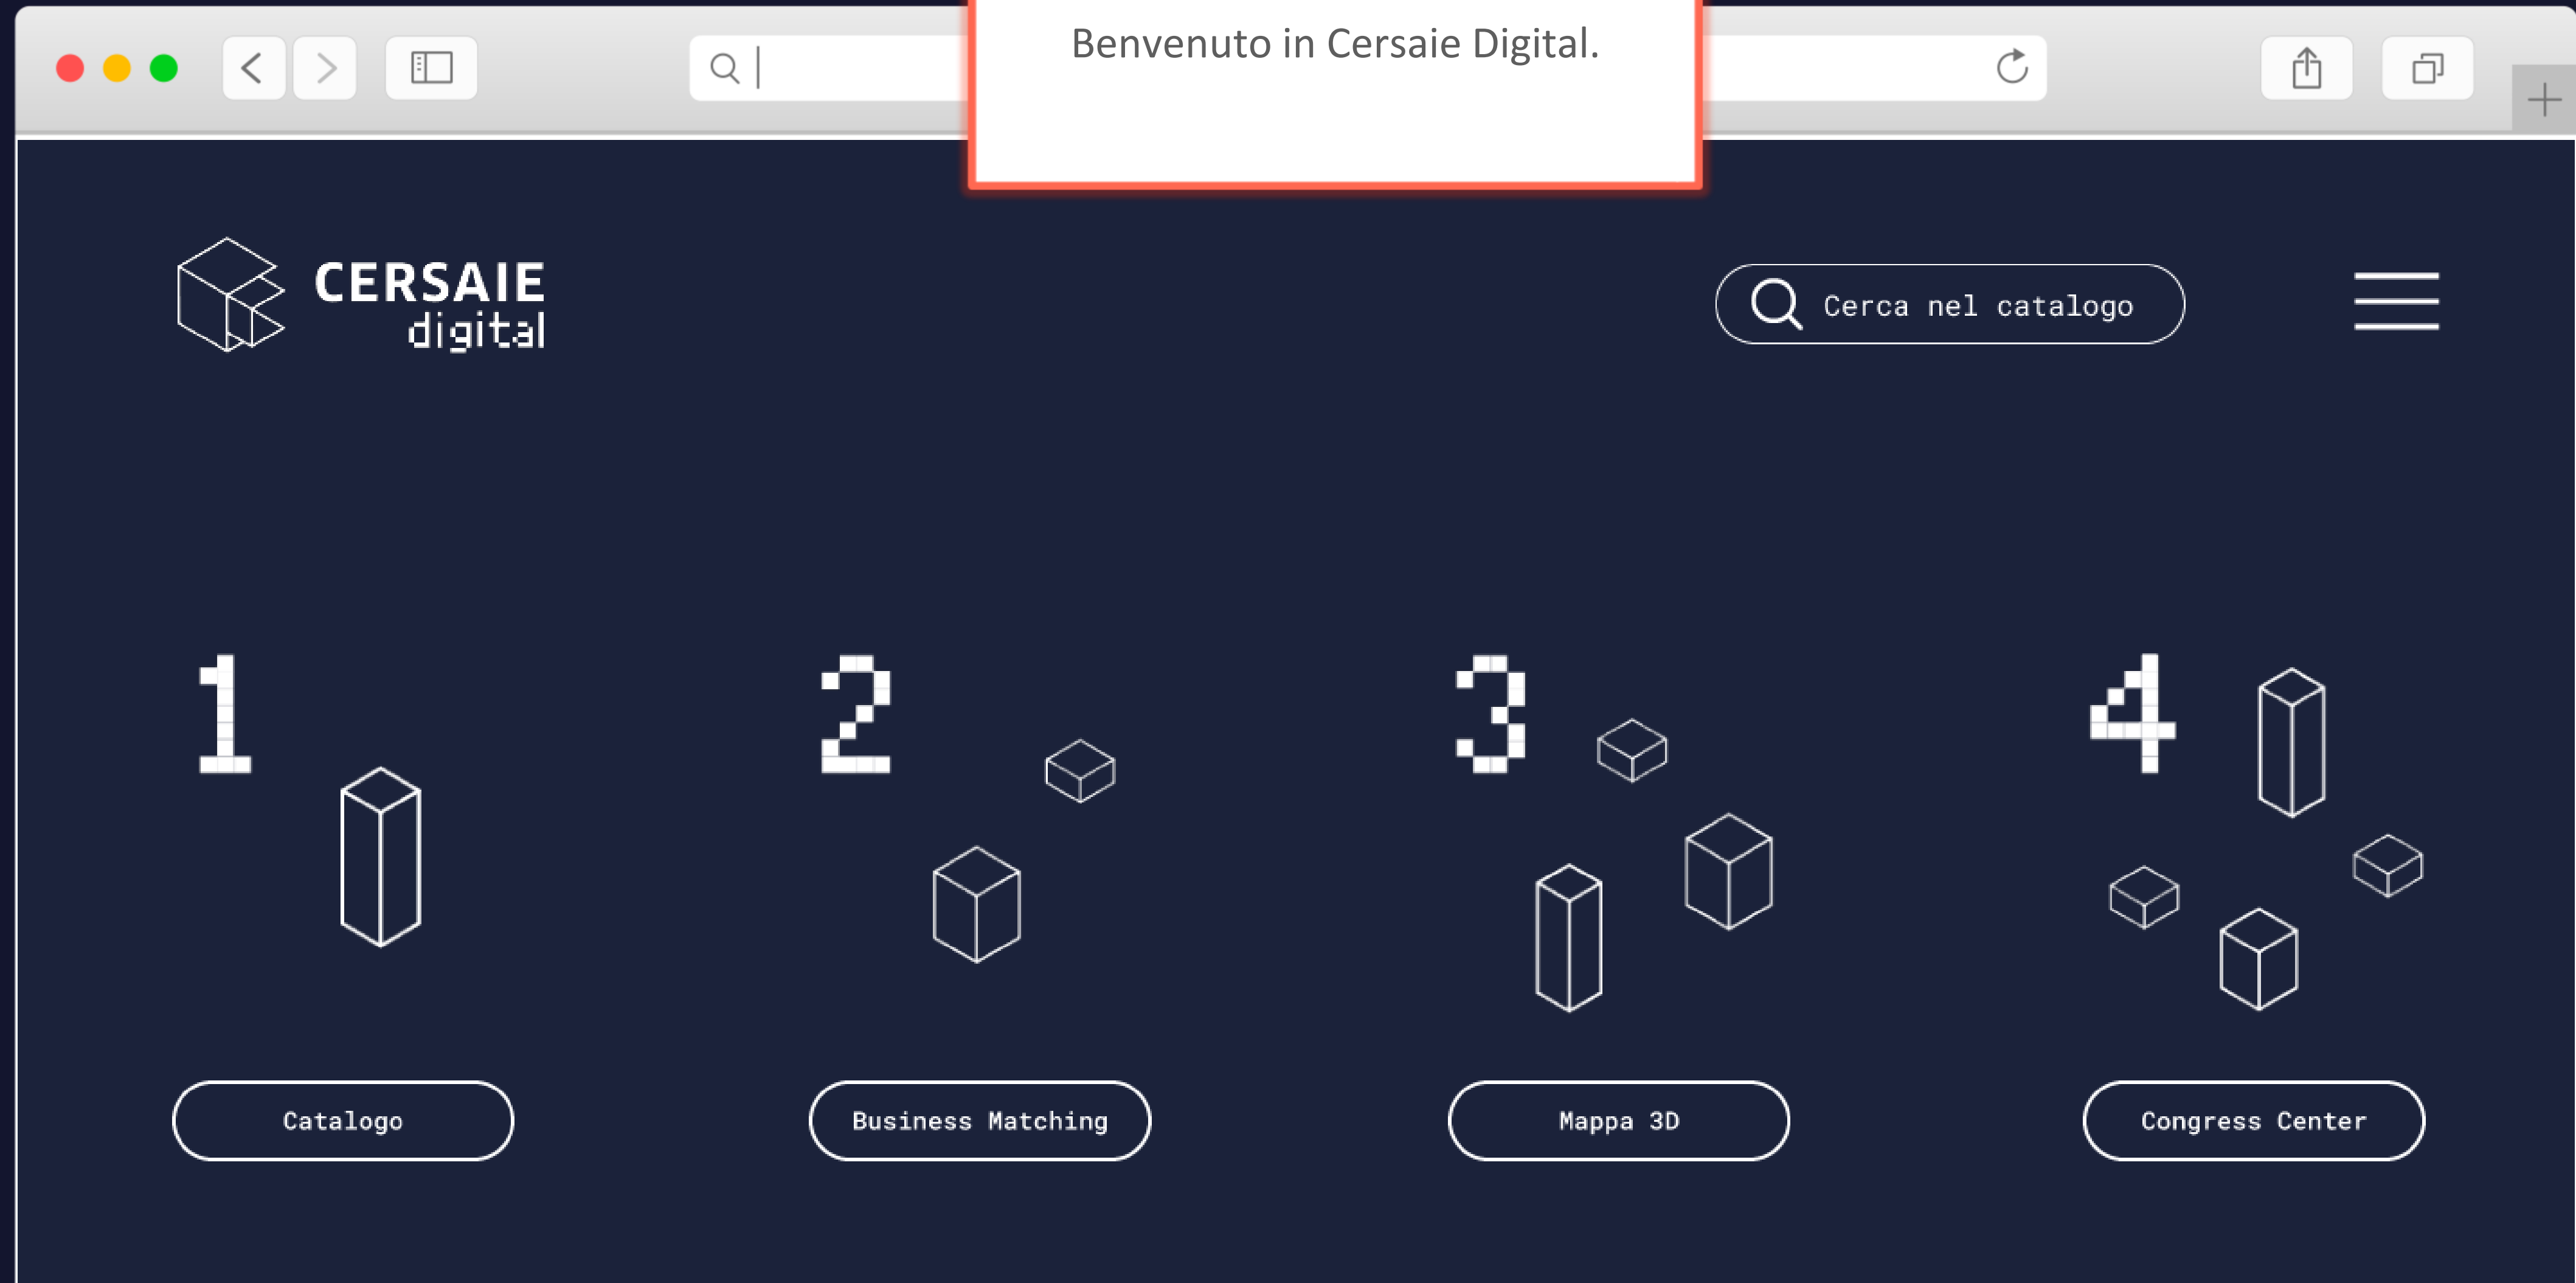 Benvenuto in Cersaie Digital.
CERSAIE
digital
Cerca nel catalogo
1
2
3
4
Catalogo
Business Matching
Mappa 3D
Congress Center